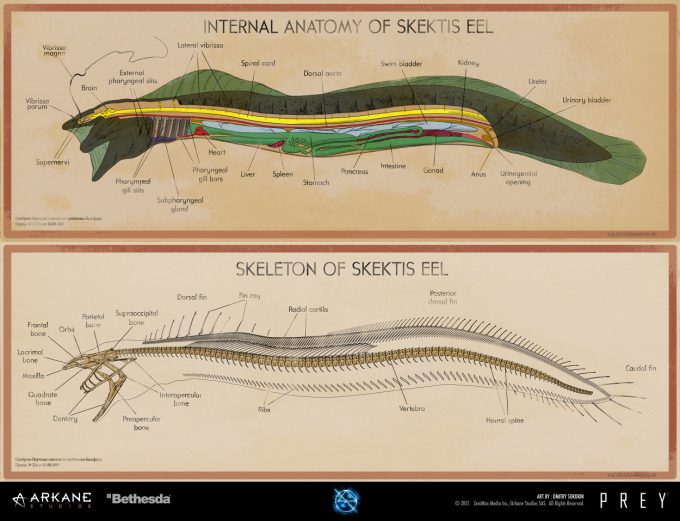 INTERNAL ANATOMY OF SKEKTIS EEL
Vibrissa
magna
Lateral vibrissa
External
pharyngeal slits
Brain
Spinal cord
Dorsal aorta
Swim bladder
Kidney
Ureter
Urinary bladder
Vibrissa
parum
Supernervi
Pharyngeal
gill slits
Subpharyngeal
gland
Pharyngeal
gill bars
Heart
Liver
Spleen
Stomach
Pancreas
Intestine
Gonad
Anus
Urinogenital
opening
SKELETON OF SKEKTIS EEL
Dorsal fin
Fin ray
Radial cartila
Posterior
dorsal fin
Frontal
bone
Orbit
Parietal
bone
Supraoccipital
bone
Lacrimal
bone
Maxilla
Quadrate
bone
Dentary
Preopercular
bone
Interopercular
bone
Ribs
Vertebra
Hemal spine
Caudal fin
ARKANE
STUDIOS
Bethesda
ART BY : DMITRY SOROKIN
© 2017. ZeniMax Media Inc./Arkane Studios SAS. All Rights Reserved.
PREY